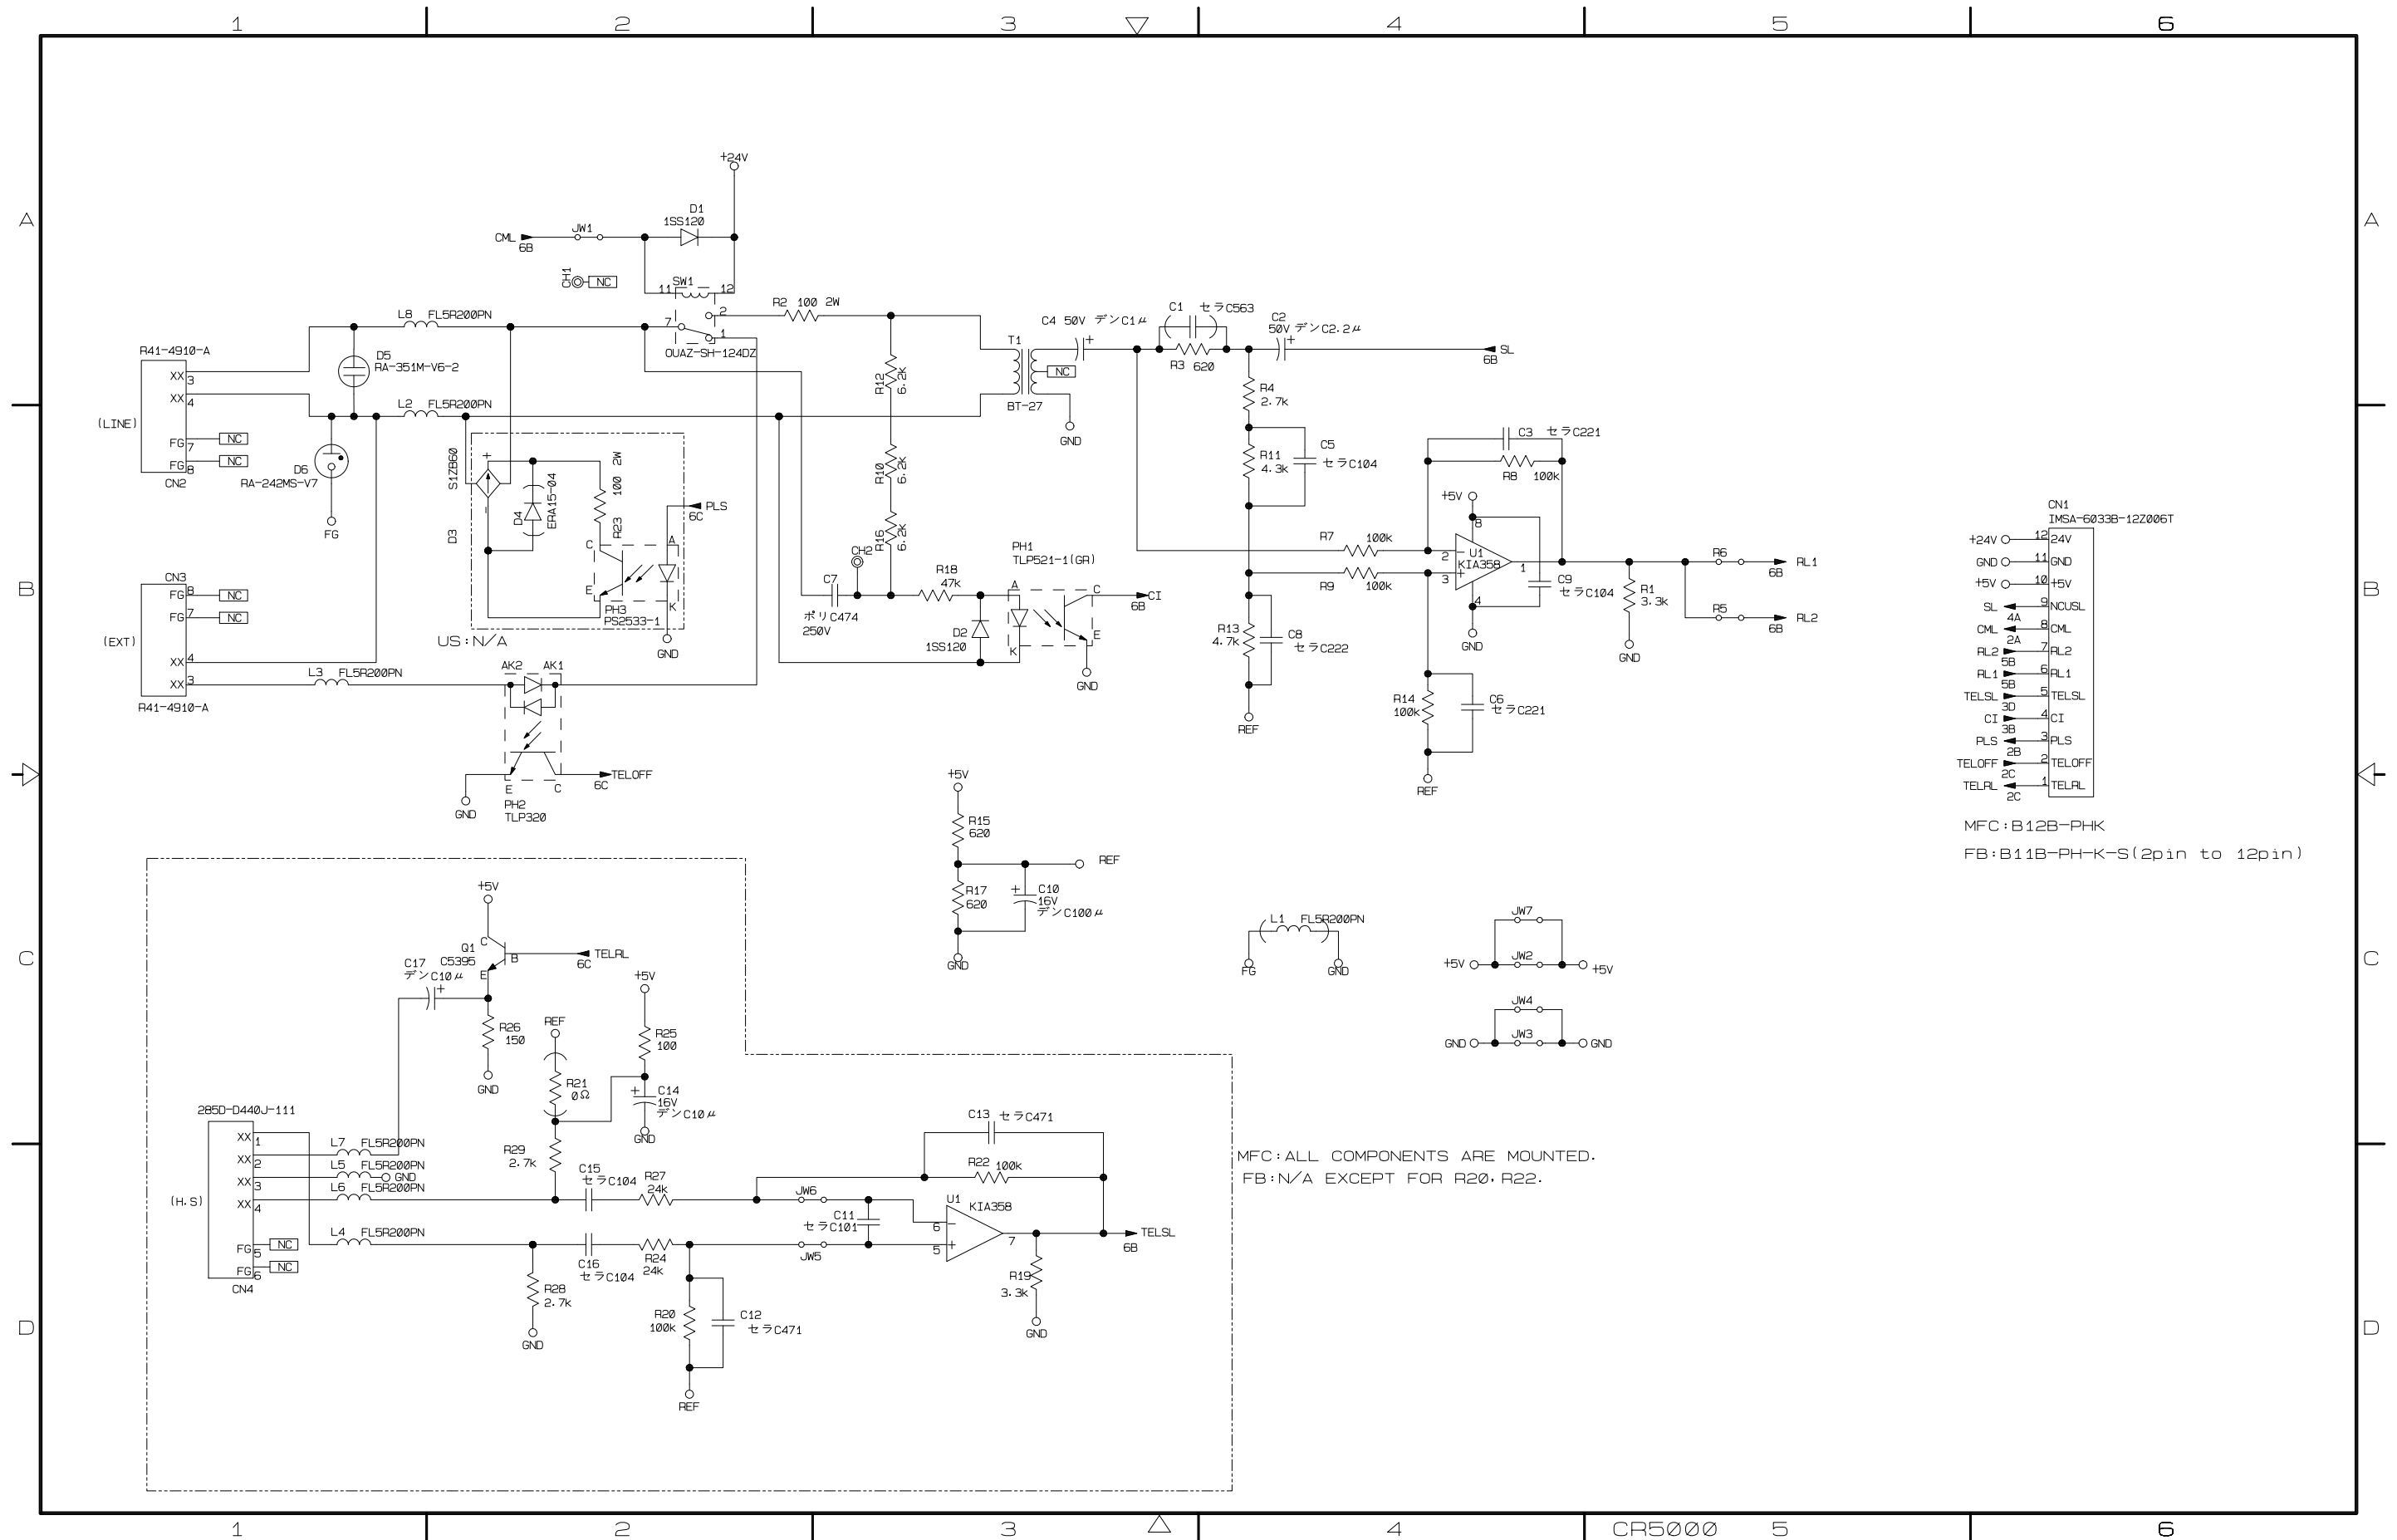 1 2 3 4 5 6
A A
B B
C C
D D
+24V
D1
1SS120
CML
6B
JW1
CH1
NC
SW1
11 12
7 2
1
OUAZ-SH-124DZ
R2 100 2W
L8 FL5R200PN
R41-4910-A
XX 3
XX 4
(LINE)
FG 7 NC
FG 8 NC
CN2
D5
RA-351M-V6-2
L2 FL5R200PN
D6
RA-242MS-V7
FG
S1ZB60
D3
+
-
D4
ERA15-04
R23
100 2W
PLS
6C
C A
E K
PH3
PS2533-1
GND
US:N/A
CN3
FG 8 NC
FG 7 NC
(EXT)
XX 4
XX 3
R41-4910-A
L3 FL5R200PN
AK2 AK1
E C
TELOFF
6C
GND
PH2
TLP320
R12
6.2K
R10
6.2K
R16
6.2K
C7
ポリC474
250V
CH2
R18
47k
D2
1SS120
PH1
TLP521-1(GR)
A C
K E
CI
6B
GND
T1
BT-27
NC
GND
C4 50V デンC1μ
+
C1 セラC563
R3 620
C2
50V デンC2.2μ
+
SL
6B
R4
2.7k
R11
4.3k
C5
セラC104
R13
4.7k
C8
セラC222
REF
R7 100k
R9 100k
C3 セラC221
R8 100k
+5V
8
2 -
3 +
U1
KIA358
1
4
GND
C9
セラC104
R1
3.3k
GND
R6
RL1
6B
R5
RL2
6B
R14
100k
C6
セラC221
REF
CN1
IMSA-6033B-12Z006T
+24V 12 24V
GND 11 GND
+5V 10 +5V
SL 9 NCUSL
4A
CML 8 CML
2A
RL2 7 RL2
5B
RL1 6 RL1
5B
TELSL 5 TELSL
3D
CI 4 CI
3B
PLS 3 PLS
2B
TELOFF 2 TELOFF
2C
TELRL 1 TELRL
2C
MFC:B12B-PHK
FB:B11B-PH-K-S(2pin to 12pin)
+5V
R15
620
REF
R17
620
+
C10
16V
デンC100μ
GND
L1 FL5R200PN
FG GND
JW7
+5V JW2 +5V
JW4
GND JW3 GND
+5V
Q1
C5395
C
B
E
TELRL
6C
C17
デンC10μ
+
R26
150
GND
REF
R21
0Ω
R29
2.7k
+5V
R25
100
+
C14
16V
デンC10μ
GND
285D-D440J-111
XX 1
XX 2
XX 3
XX 4
(H.S)
FG 5 NC
FG 6 NC
CN4
L7 FL5R200PN
L5 FL5R200PN
GND
L6 FL5R200PN
L4 FL5R200PN
C15
セラC104
R27
24k
C16
セラC104
R24
24k
R28
2.7k
GND
R20
100k
C12
セラC471
REF
JW6
JW5
C11
セラC101
C13 セラC471
R22 100k
U1
KIA358
6 -
5 +
7
TELSL
6B
R19
3.3k
GND
MFC:ALL COMPONENTS ARE MOUNTED.
FB:N/A EXCEPT FOR R20,R22.
1 2 3 4 CR5000 5 6